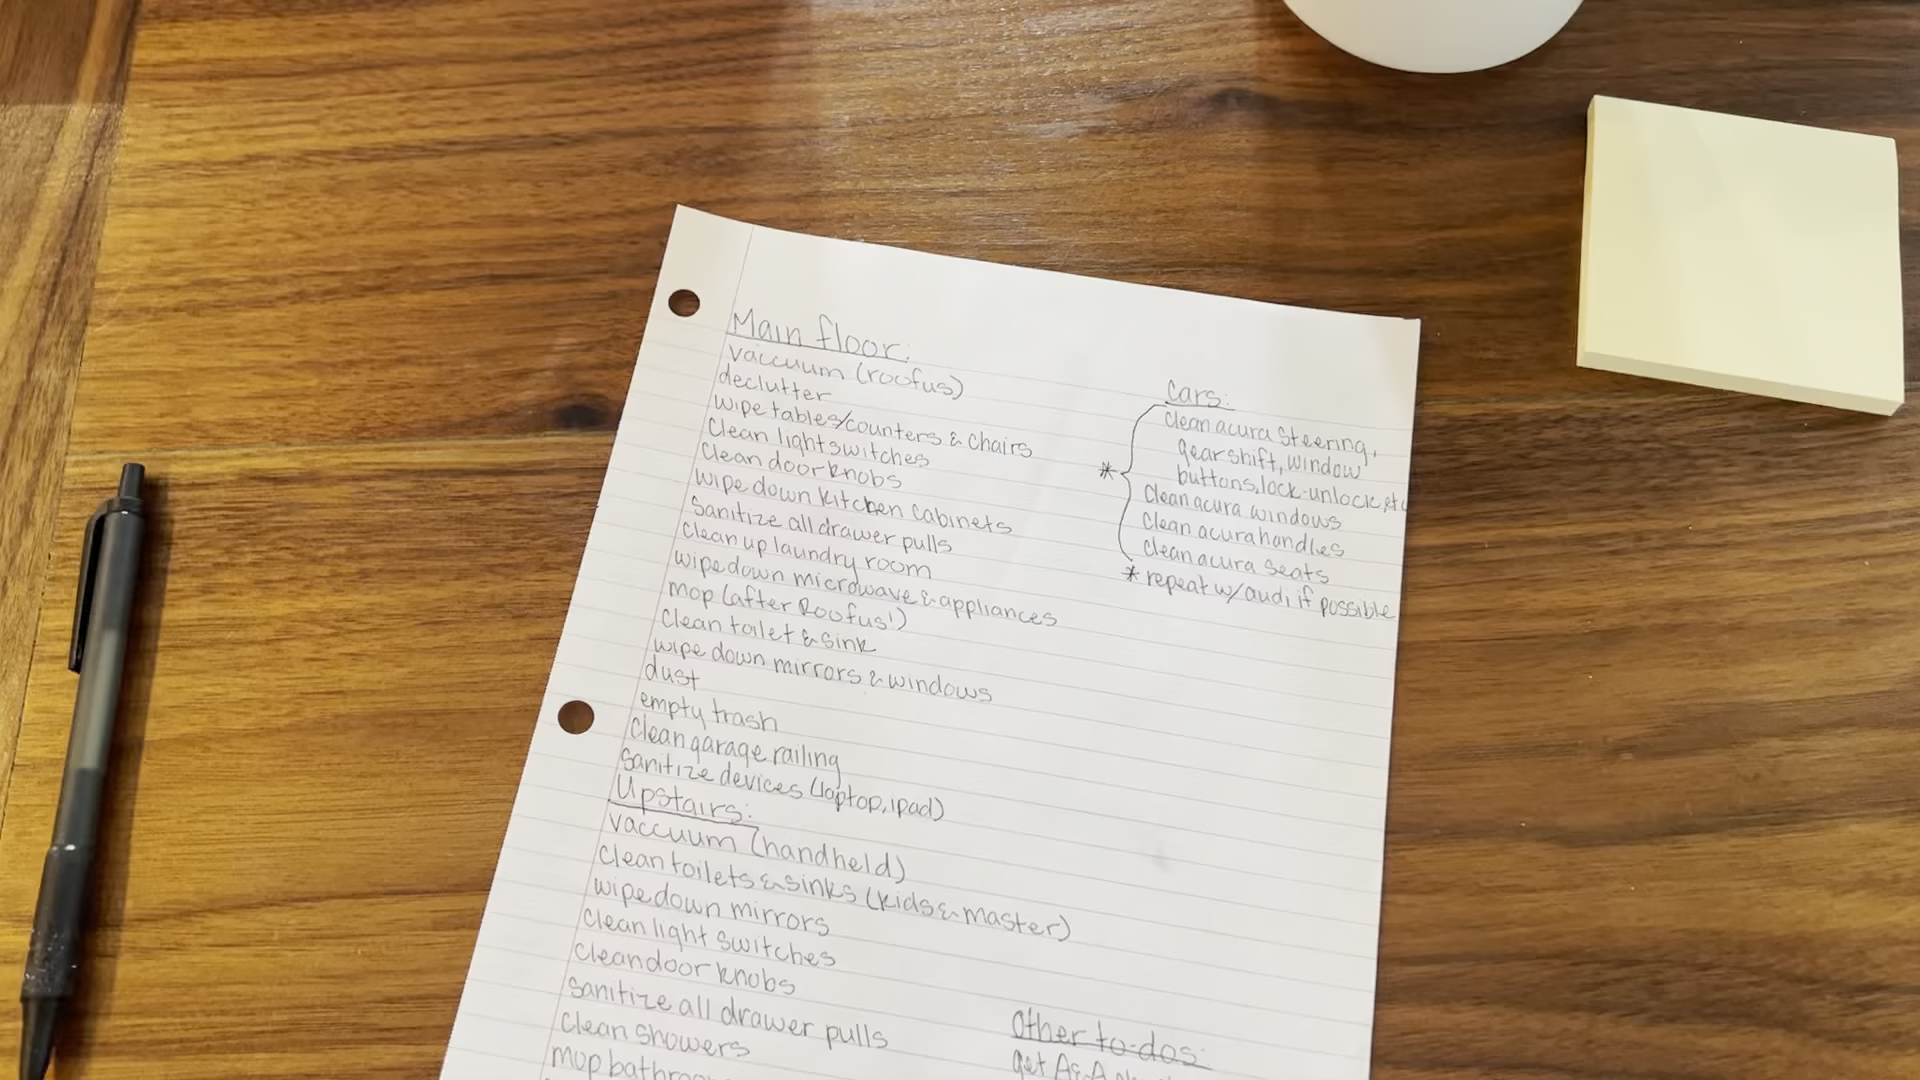 Main floor:
vaccuum (roofus)
declutter
wipe tables/counters & chairs
Clean lightswitches
Clean door knobs
wipe down kitchen cabinets
Sanitize all drawer pulls
Clean up laundry room
wipe down microwave & appliances
mop (after Roofus!)
Clean toilet & sink
wipe down mirrors & windows
dust
empty trash
Clean garage railing
Sanitize devices (laptop, ipad)
Upstairs:
vaccuum (handheld)
Clean toilets & sinks (kids & master)
wipe down mirrors
Clean light switches
Clean door knobs
Sanitize all drawer pulls
Clean showers
mop
Cars:
Clean acura steering,
gear shift, window
buttons, lock-unlock, etc
* Clean acura windows
Clean acura handles
Clean acura seats
* repeat w/ audi if possible
Other to-dos:
get